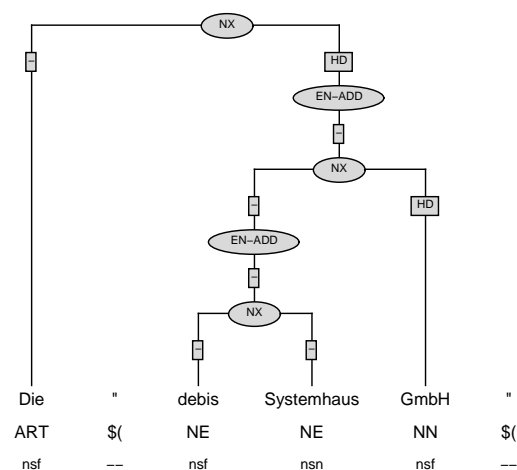 NX
– HD
EN–ADD
–
NX
– HD
EN–ADD
–
NX
– –
Die " debis Systemhaus GmbH "
ART $( NE NE NN $(
nsf –– nsf nsn nsf ––